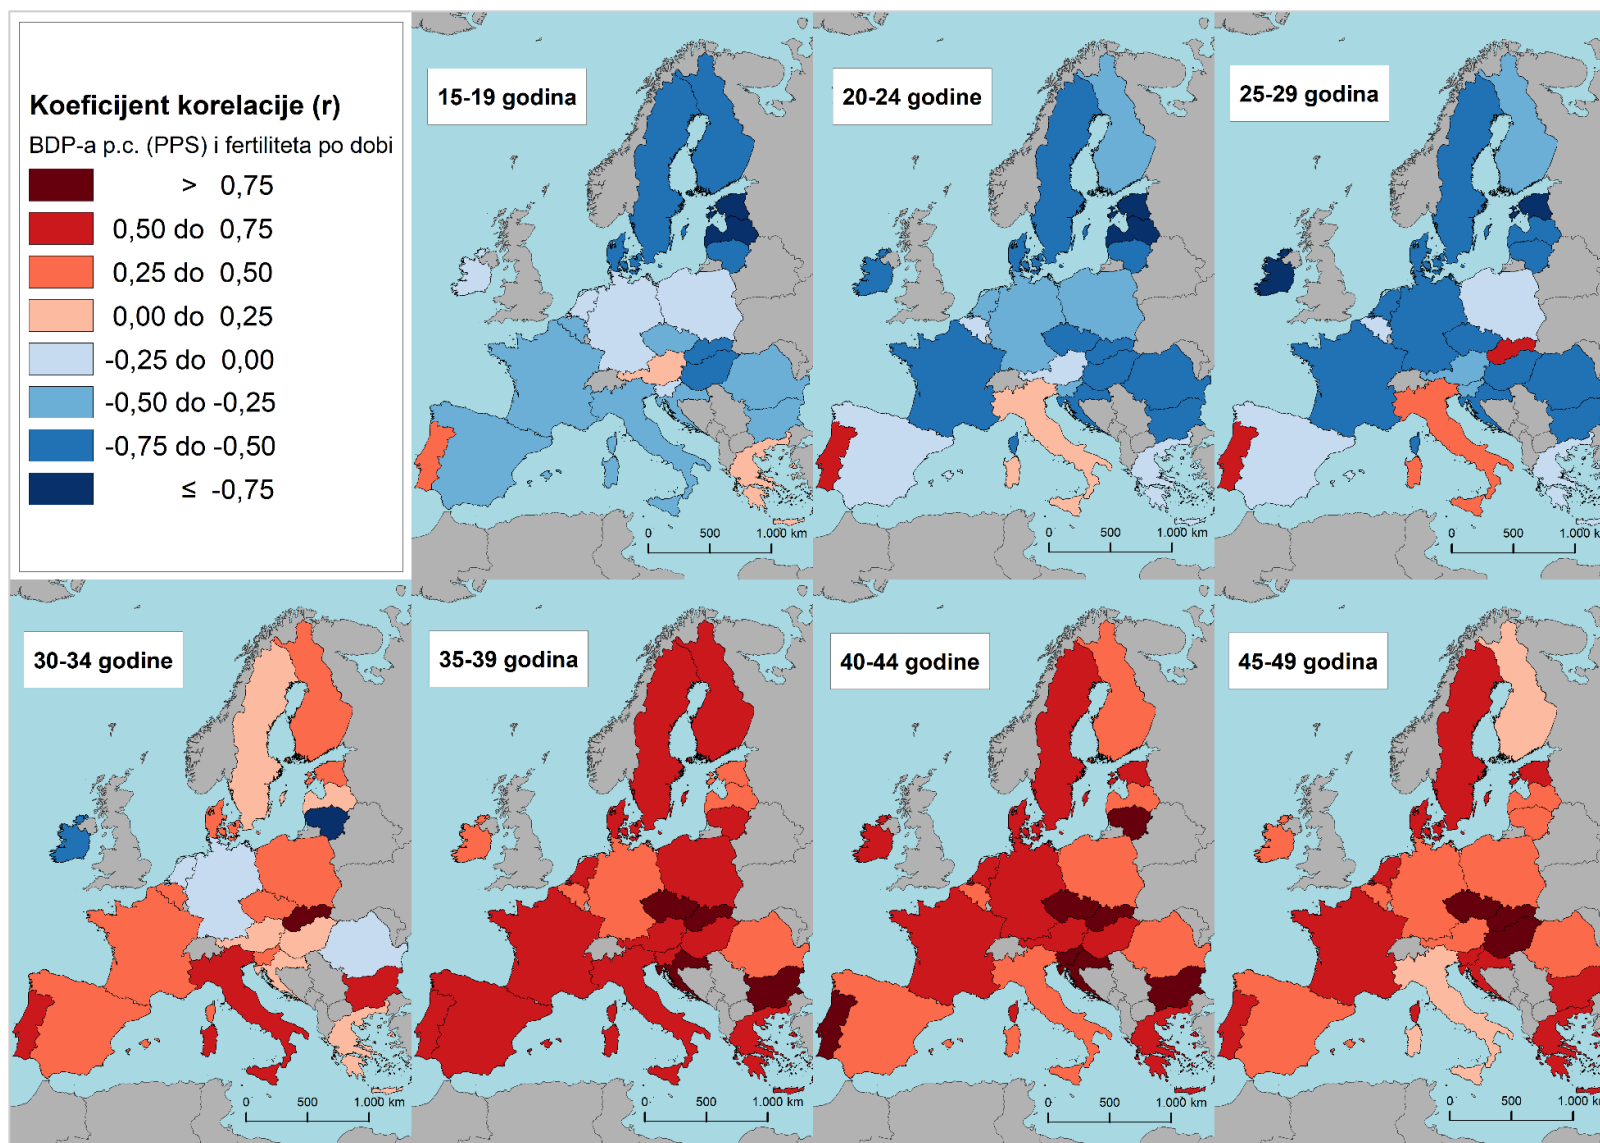 Koeficijent korelacije (r)
BDP-a p.c. (PPS) i fertiliteta po dobi
> 0,75
0,50 do 0,75
0,25 do 0,50
0,00 do 0,25
-0,25 do 0,00
-0,50 do -0,25
-0,75 do -0,50
≤ -0,75
15-19 godina
0 500 1.000 km
20-24 godine
0 500 1.000 km
25-29 godina
0 500 1.000 km
30-34 godine
0 500 1.000 km
35-39 godina
0 500 1.000 km
40-44 godine
0 500 1.000 km
45-49 godina
0 500 1.000 km